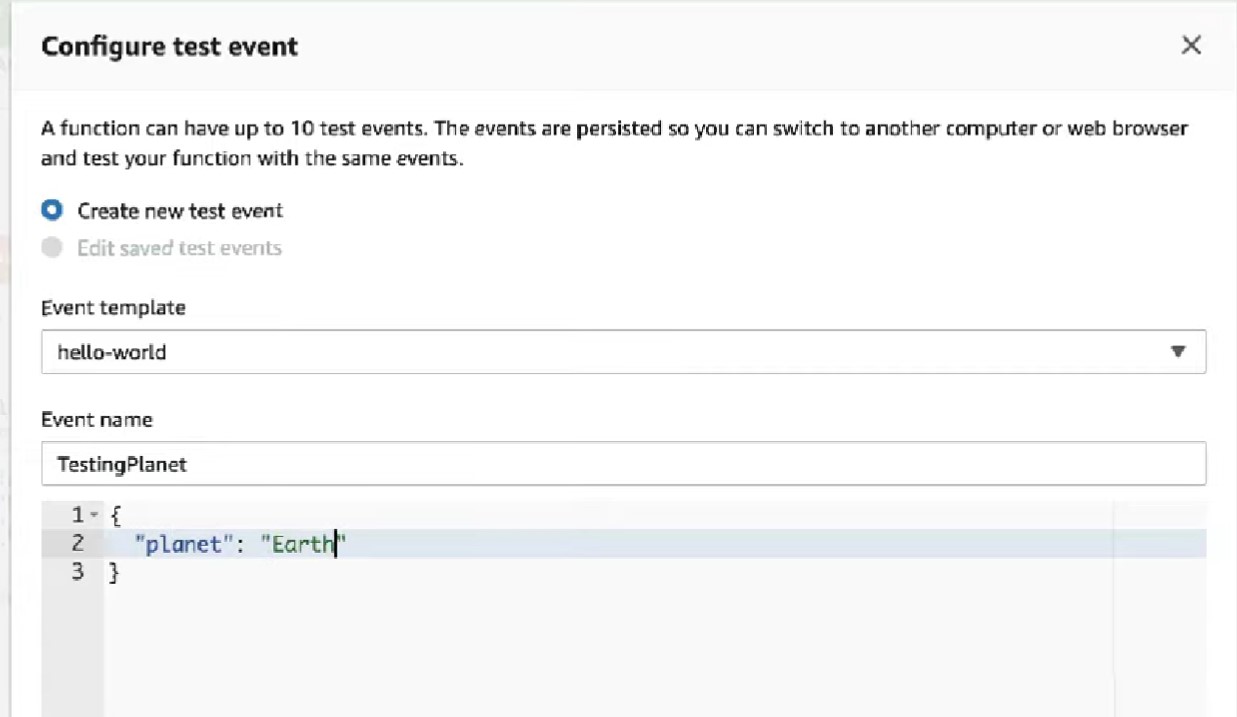 Configure test event
A function can have up to 10 test events. The events are persisted so you can switch to another computer or web browser
and test your function with the same events.
Create new test event
Edit saved test events
Event template
hello-world
Event name
TestingPlanet
1 {
2 "planet": "Earth"
3 }